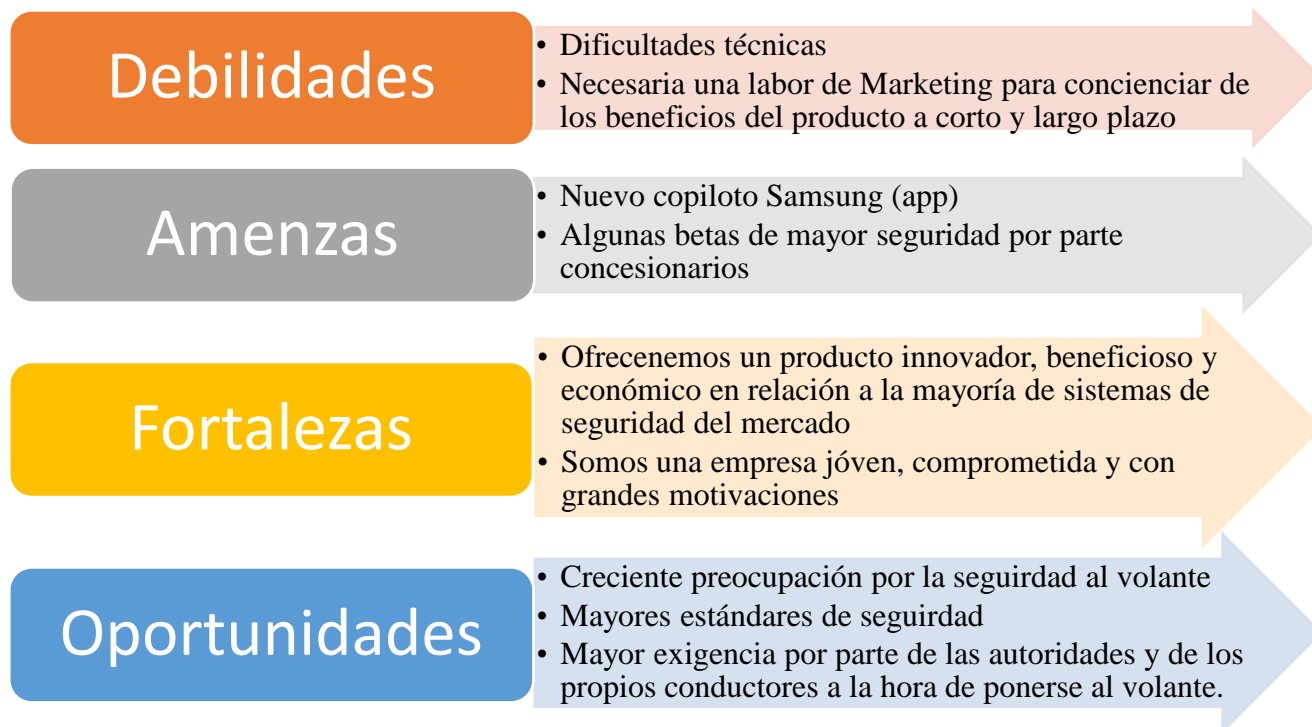 Debilidades
• Dificultades técnicas
• Necesaria una labor de Marketing para concienciar de
los beneficios del producto a corto y largo plazo
Amenzas
• Nuevo copiloto Samsung (app)
• Algunas betas de mayor seguridad por parte
concesionarios
Fortalezas
• Ofrecenemos un producto innovador, beneficioso y
económico en relación a la mayoría de sistemas de
seguridad del mercado
• Somos una empresa jóven, comprometida y con
grandes motivaciones
Oportunidades
• Creciente preocupación por la seguirdad al volante
• Mayores estándares de seguirdad
• Mayor exigencia por parte de las autoridades y de los
propios conductores a la hora de ponerse al volante.